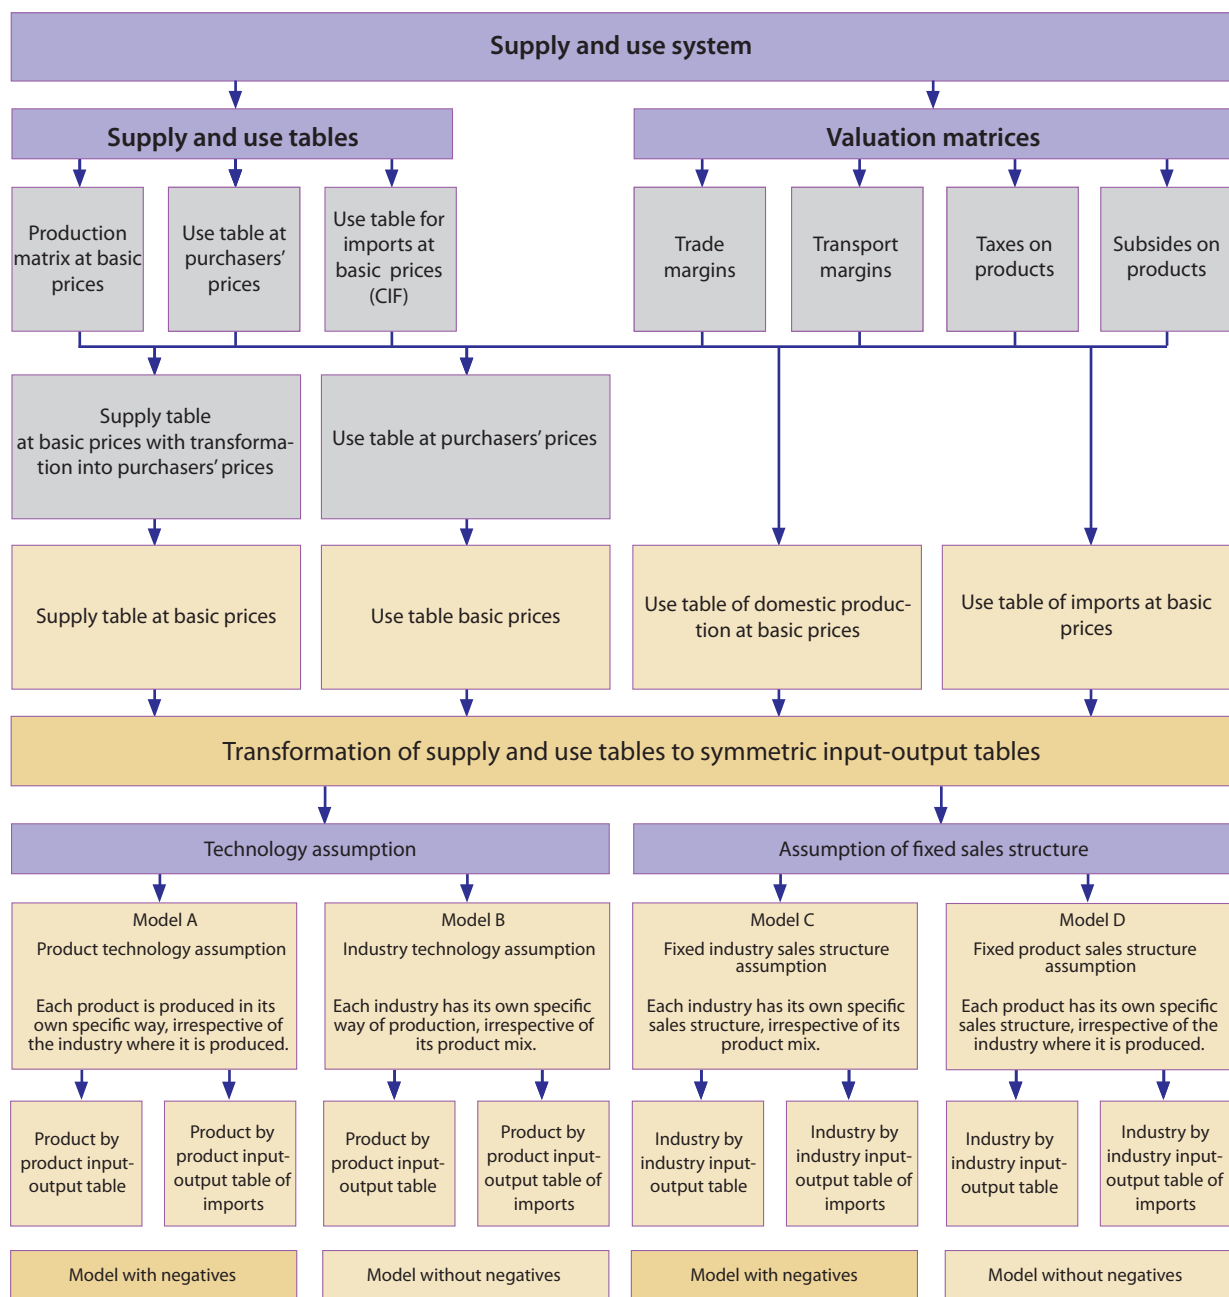 Supply and use system
Supply and use tables
Valuation matrices
Production
matrix at basic
prices
Use table at
purchasers’
prices
Use table for
imports at
basic prices
(CIF)
Trade
margins
Transport
margins
Taxes on
products
Subsides on
products
Supply table
at basic prices with transforma-
tion into purchasers’ prices
Use table at purchasers’ prices
Supply table at basic prices
Use table basic prices
Use table of domestic produc-
tion at basic prices
Use table of imports at basic
prices
Transformation of supply and use tables to symmetric input-output tables
Technology assumption
Assumption of fixed sales structure
Model A
Product technology assumption
Each product is produced in its
own specific way, irrespective of
the industry where it is produced.
Model B
Industry technology assumption
Each industry has its own specific
way of production, irrespective of
its product mix.
Model C
Fixed industry sales structure
assumption
Each industry has its own specific
sales structure, irrespective of its
product mix.
Model D
Fixed product sales structure
assumption
Each product has its own specific
sales structure, irrespective of the
industry where it is produced.
Product by
product input-
output table
Product by
product input-
output table of
imports
Product by
product input-
output table
Product by
product input-
output table of
imports
Industry by
industry input-
output table
Industry by
industry input-
output table of
imports
Industry by
industry input-
output table
Industry by
industry input-
output table of
imports
Model with negatives
Model without negatives
Model with negatives
Model without negatives